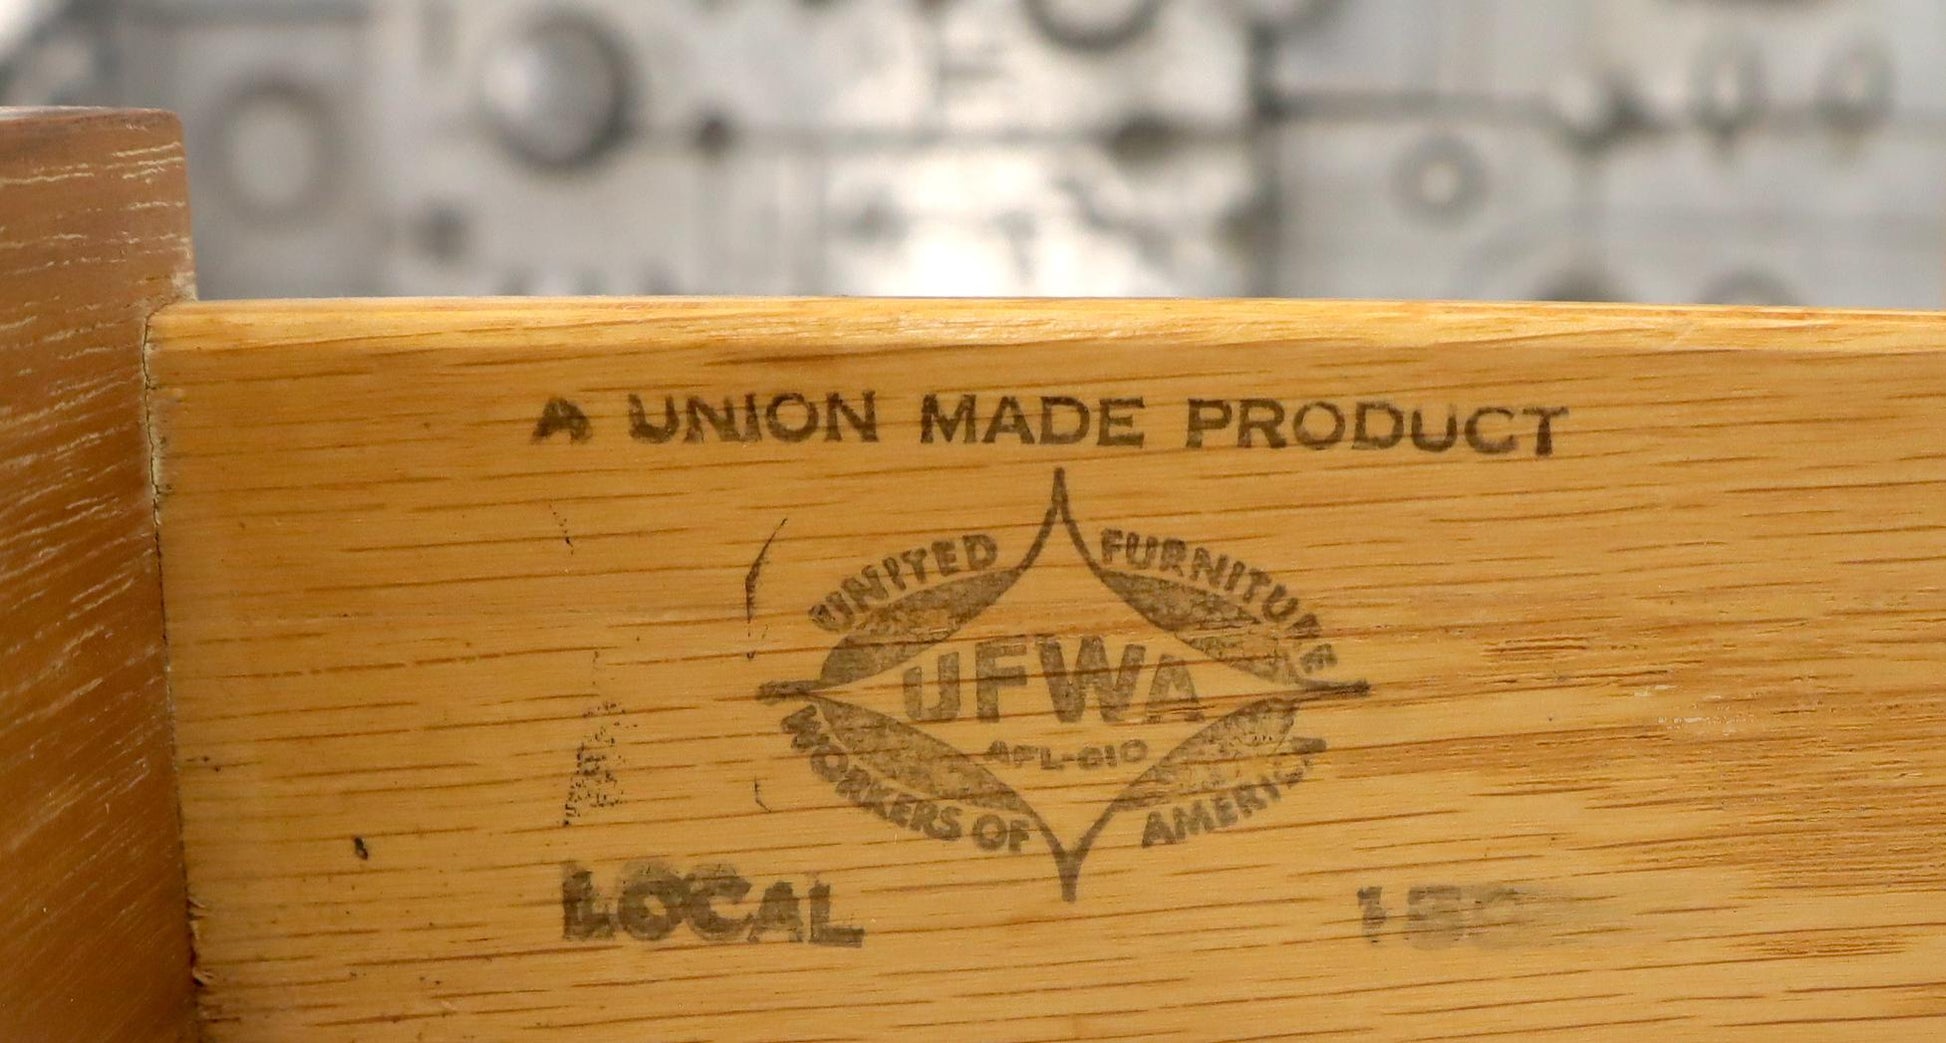 A UNION MADE PRODUCT
UNITED FURNITURE
UFWA
AFL-CIO
WORKERS OF AMERICA
LOCAL